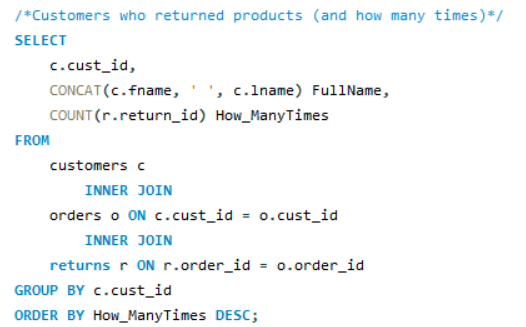 /*Customers who returned products (and how many times)*/
SELECT
    c.cust_id,
    CONCAT(c.fname, ' ', c.lname) FullName,
    COUNT(r.return_id) How_ManyTimes
FROM
    customers c
        INNER JOIN
    orders o ON c.cust_id = o.cust_id
        INNER JOIN
    returns r ON r.order_id = o.order_id
GROUP BY c.cust_id
ORDER BY How_ManyTimes DESC;